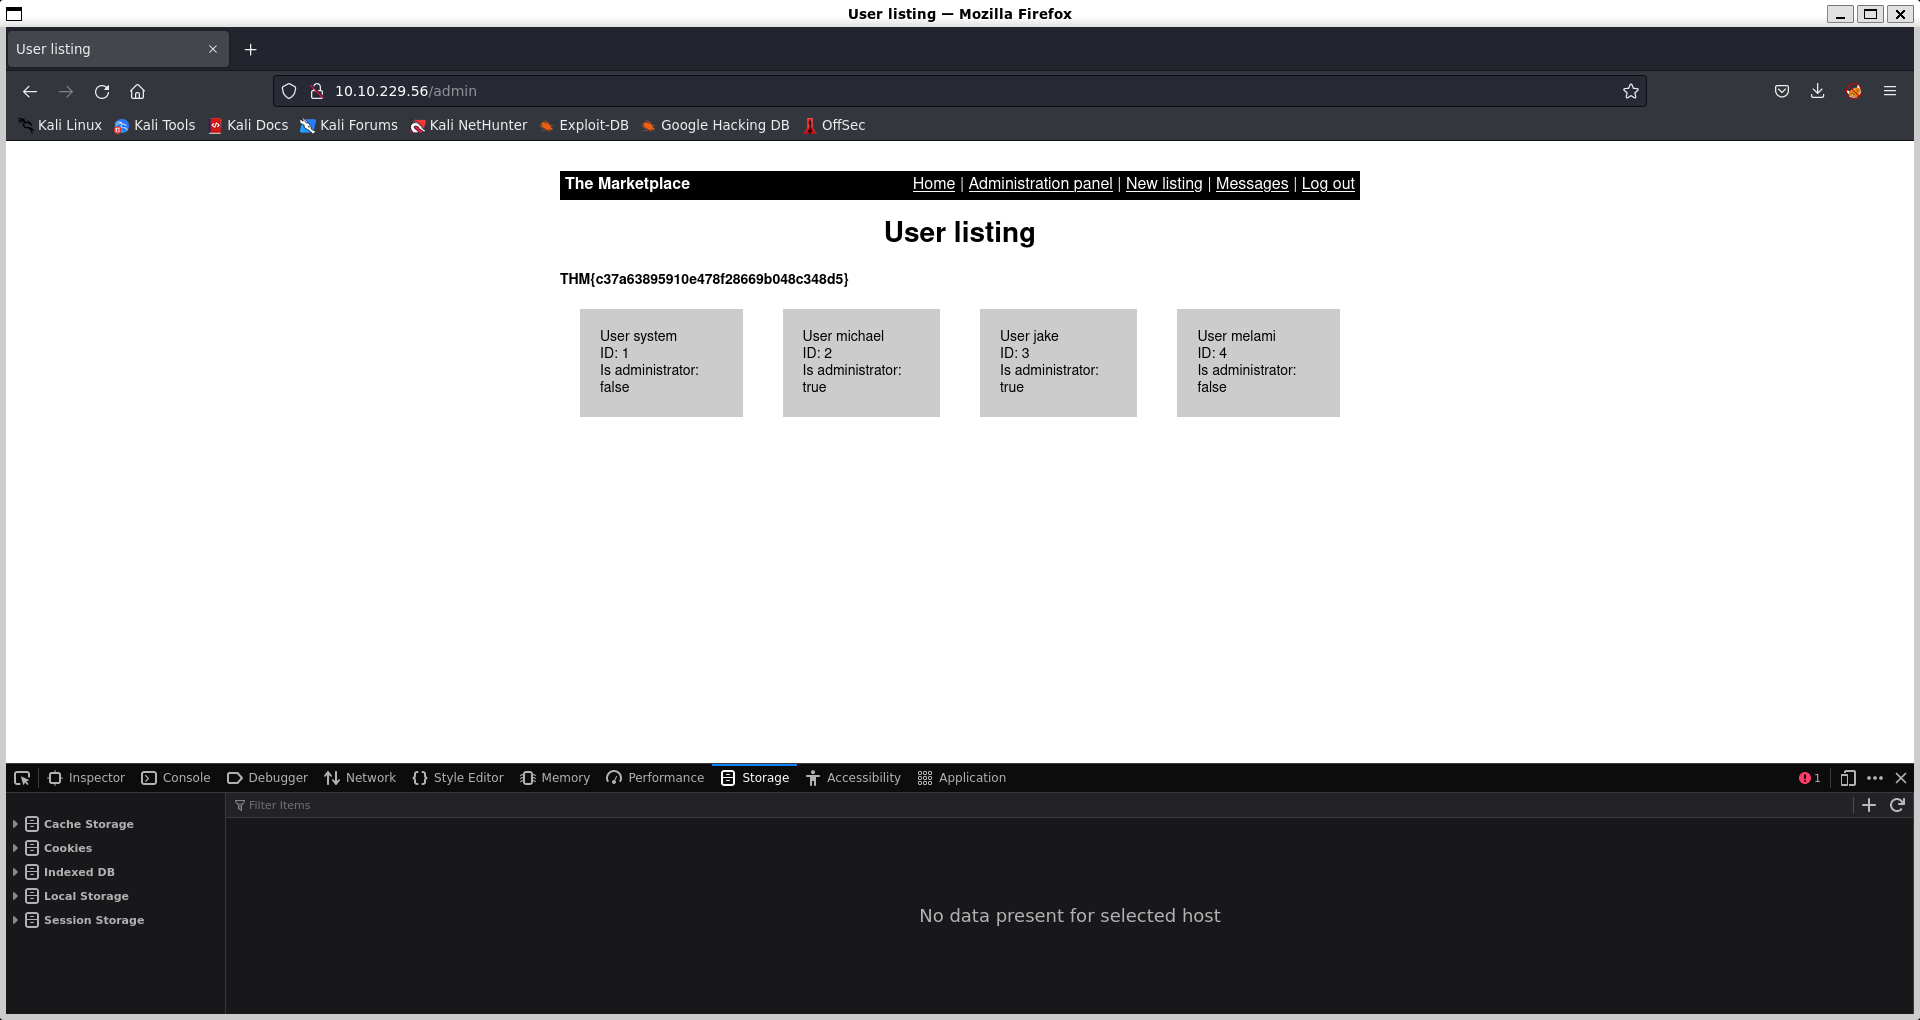 User listing — Mozilla Firefox
User listing
10.10.229.56/admin
Kali Linux Kali Tools Kali Docs Kali Forums Kali NetHunter Exploit-DB Google Hacking DB OffSec
The Marketplace Home | Administration panel | New listing | Messages | Log out
User listing
THM{c37a63895910e478f28669b048c348d5}
User system
ID: 1
Is administrator:
false
User michael
ID: 2
Is administrator:
true
User jake
ID: 3
Is administrator:
true
User melami
ID: 4
Is administrator:
false
Inspector Console Debugger Network Style Editor Memory Performance Storage Accessibility Application 1
Filter Items
Cache Storage
Cookies
Indexed DB
Local Storage
Session Storage
No data present for selected host